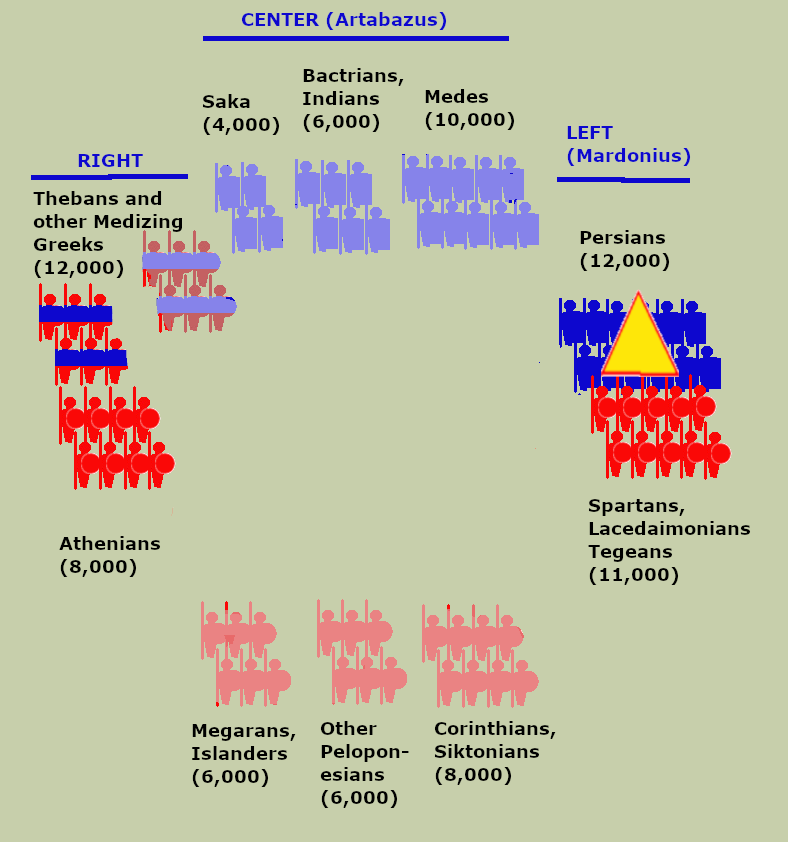 CENTER (Artabazus)
Bactrians,
Indians
(6,000)
Saka
(4,000)
Medes
(10,000)
LEFT
(Mardonius)
RIGHT
Thebans and
other Medizing
Greeks
(12,000)
Persians
(12,000)
Athenians
(8,000)
Spartans,
Lacedaimonians
Tegeans
(11,000)
Megarans,
Islanders
(6,000)
Other
Pelopon-
esians
(6,000)
Corinthians,
Siktonians
(8,000)